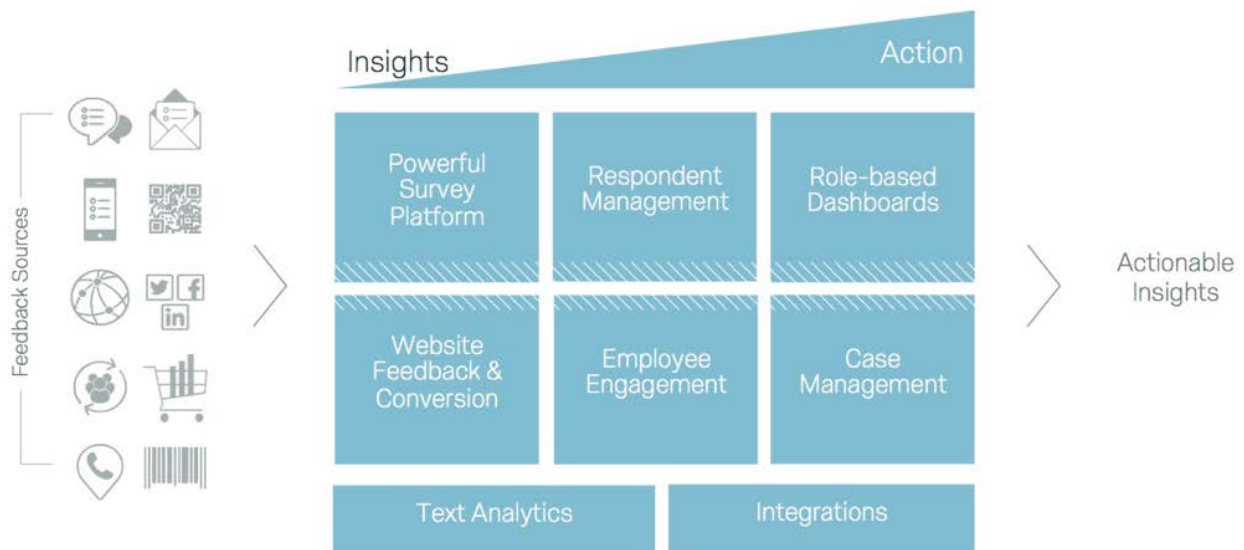 Insights
Action
Feedback Sources
Powerful
Survey
Platform
Respondent
Management
Role-based
Dashboards
Website
Feedback &
Conversion
Employee
Engagement
Case
Management
Text Analytics
Integrations
in
Actionable
Insights